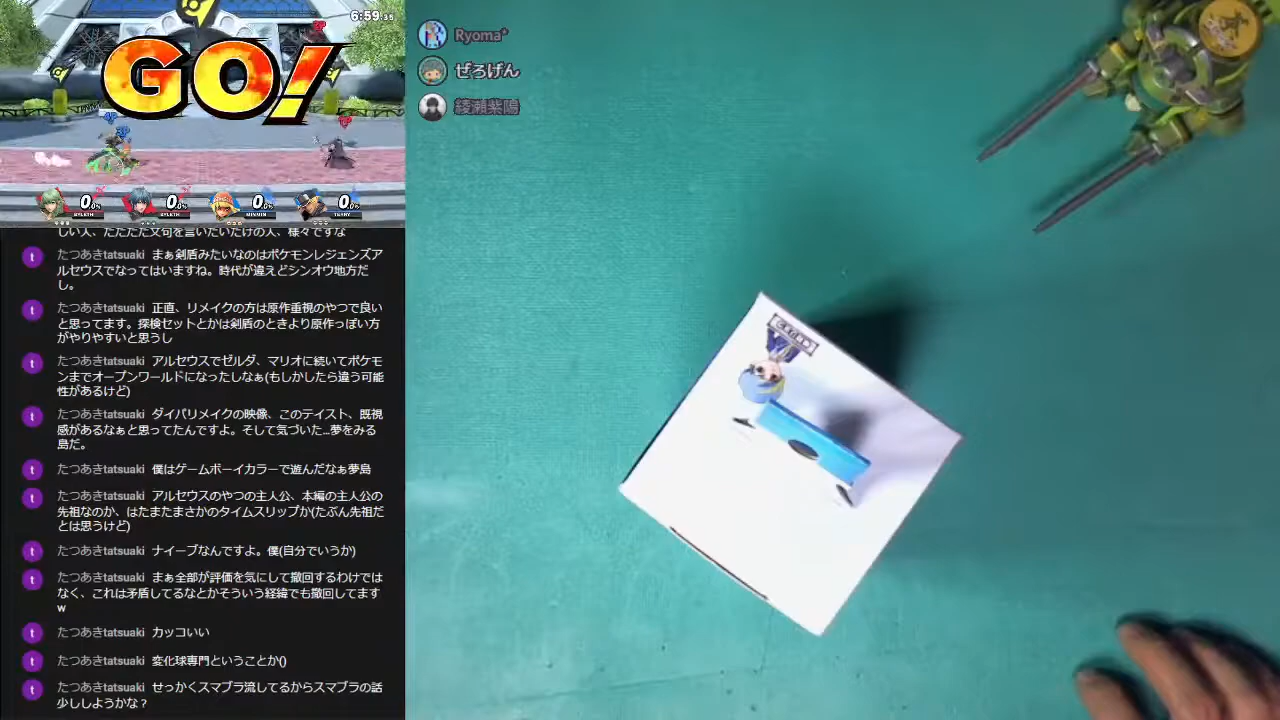 6:59.35
GO!
2P
4P
3P
1P
0.0%
BYLETH
0.0%
BYLETH
0.0%
MINMIN
0.0%
TERRY
Ryoma*
ぜろげん
綾瀬紫陽
しい人、ただただ文句を言いたいだけの人、様々ですな
t たつあきtatsuaki まぁ剣盾みたいなのはポケモンレジェンズア
ルセウスでなってはいますね。時代が違えどシンオウ地方だ
し。
t たつあきtatsuaki 正直、リメイクの方は原作重視のやつで良い
と思ってます。探検セットとかは剣盾のときより原作っぽい方
がやりやすいと思うし
t たつあきtatsuaki アルセウスでゼルダ、マリオに続いてポケモ
ンまでオープンワールドになったしなぁ(もしかしたら違う可能
性があるけど)
t たつあきtatsuaki ダイパリメイクの映像、このテイスト、既視
感があるなぁと思ってたんですよ。そして気づいた…夢をみる
島だ。
t たつあきtatsuaki 僕はゲームボーイカラーで遊んだなぁ夢島
t たつあきtatsuaki アルセウスのやつの主人公、本編の主人公の
先祖なのか、はたまたまさかのタイムスリップか(たぶん先祖だ
とは思うけど)
t たつあきtatsuaki ナイーブなんですよ。僕(自分でいうか)
t たつあきtatsuaki まぁ全部が評価を気にして撤回するわけでは
なく、これは矛盾してるなとかそういう経緯でも撤回してます
w
t たつあきtatsuaki カッコいい
t たつあきtatsuaki 変化球専門ということか()
t たつあきtatsuaki せっかくスマブラ流してるからスマブラの話
少ししようかな？